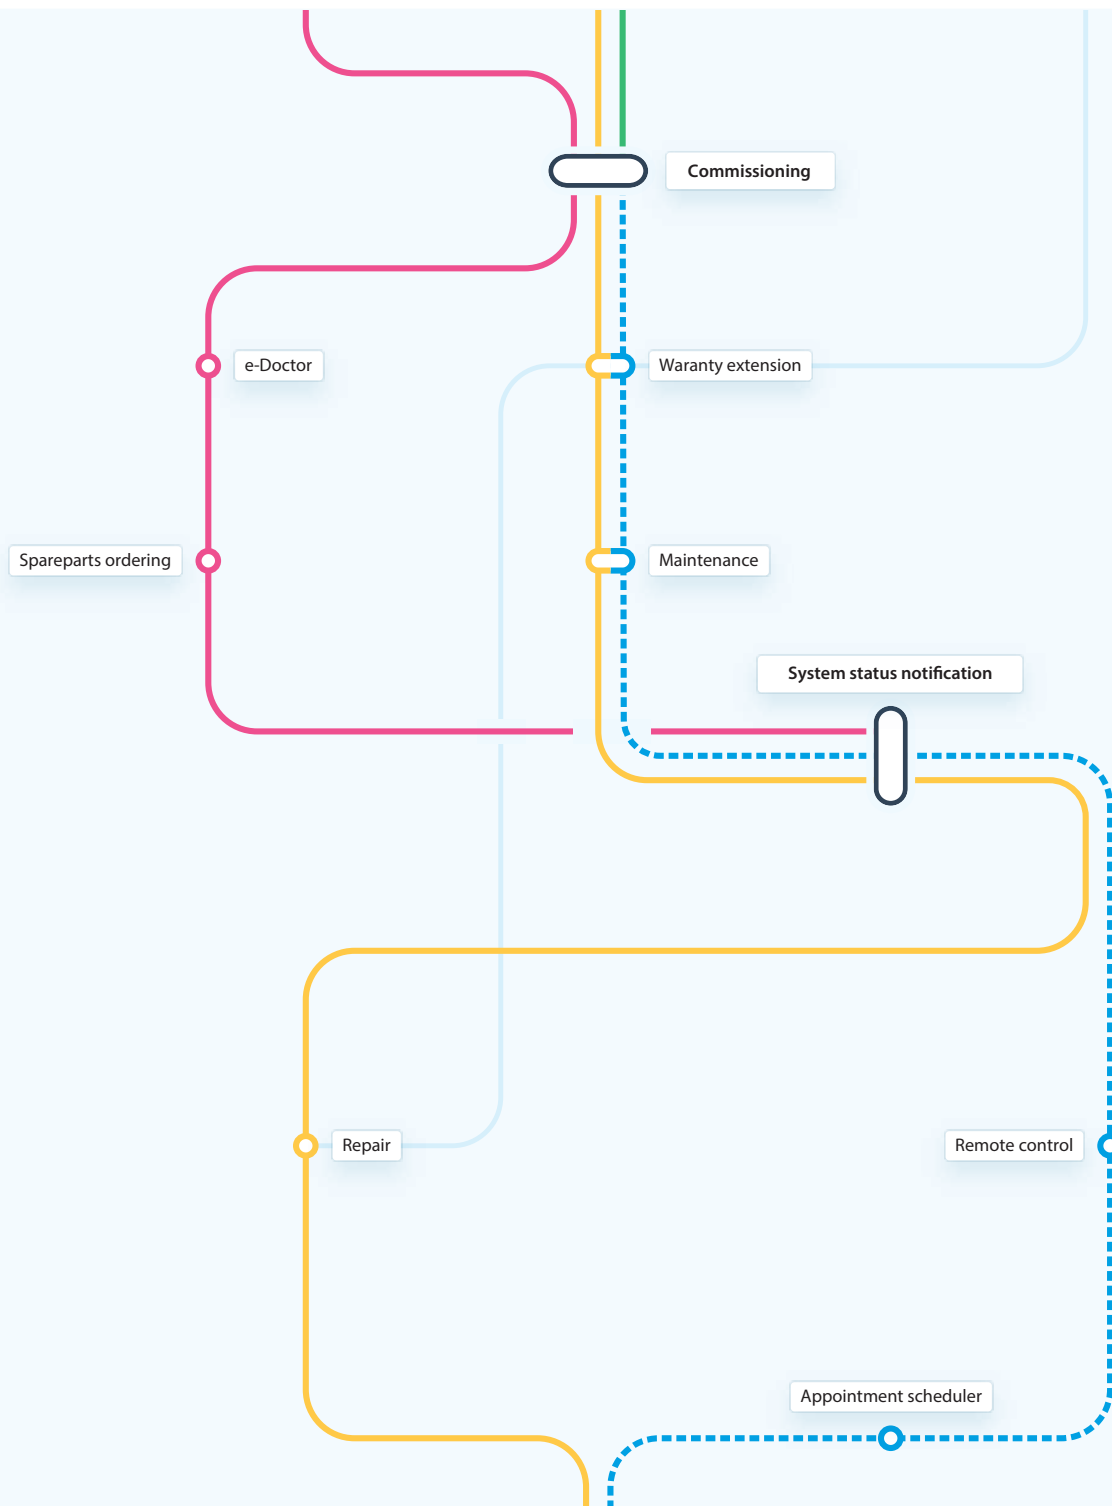 Commissioning
e-Doctor
Waranty extension
Spareparts ordering
Maintenance
System status notification
Repair
Remote control
Appointment scheduler